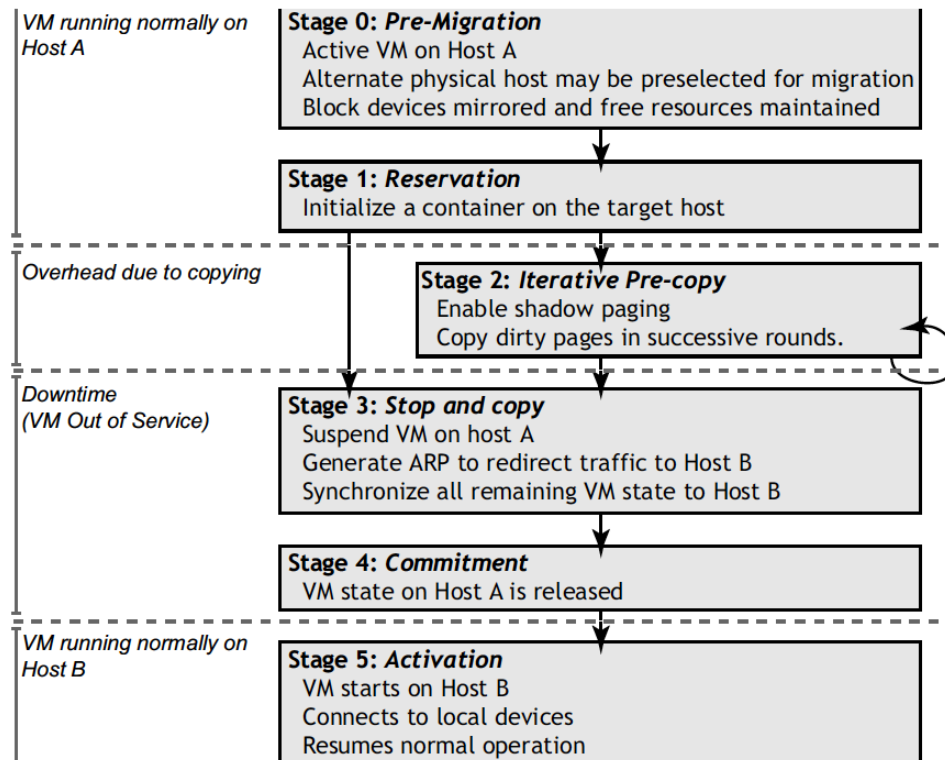 VM running normally on
Host A
Stage 0: Pre-Migration
Active VM on Host A
Alternate physical host may be preselected for migration
Block devices mirrored and free resources maintained
Stage 1: Reservation
Initialize a container on the target host
Overhead due to copying
Stage 2: Iterative Pre-copy
Enable shadow paging
Copy dirty pages in successive rounds.
Downtime
(VM Out of Service)
Stage 3: Stop and copy
Suspend VM on host A
Generate ARP to redirect traffic to Host B
Synchronize all remaining VM state to Host B
Stage 4: Commitment
VM state on Host A is released
VM running normally on
Host B
Stage 5: Activation
VM starts on Host B
Connects to local devices
Resumes normal operation